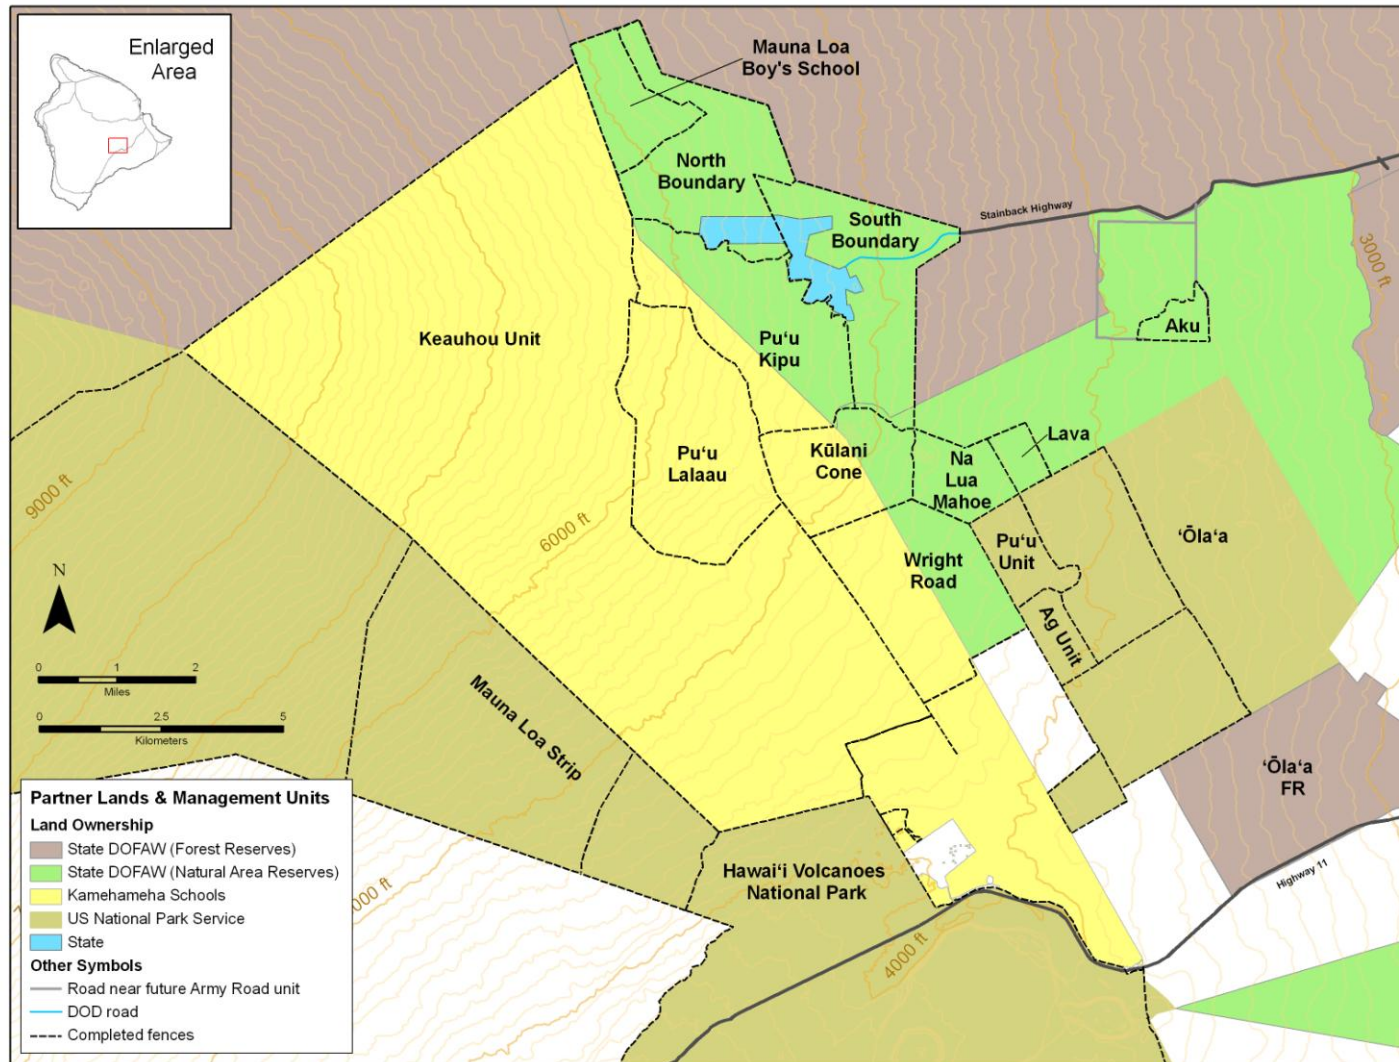 Enlarged
Area
Mauna Loa
Boy's School
North
Boundary
South
Boundary
Stainback Highway
3000 ft
Aku
Keauhou Unit
Pu‘u
Kipu
Pu‘u
Lalaau
Kūlani
Cone
Lava
Na
Lua
Mahoe
9000 ft
6000 ft
Wright
Road
Pu‘u
Unit
‘Ōla‘a
Ag Unit
N
0 1 2
Miles
0 2.5 5
Kilometers
Mauna Loa Strip
‘Ōla‘a
FR
Highway 11
Hawai‘i Volcanoes
National Park
4000 ft
Partner Lands & Management Units
Land Ownership
State DOFAW (Forest Reserves)
State DOFAW (Natural Area Reserves)
Kamehameha Schools
US National Park Service
State
Other Symbols
Road near future Army Road unit
DOD road
Completed fences